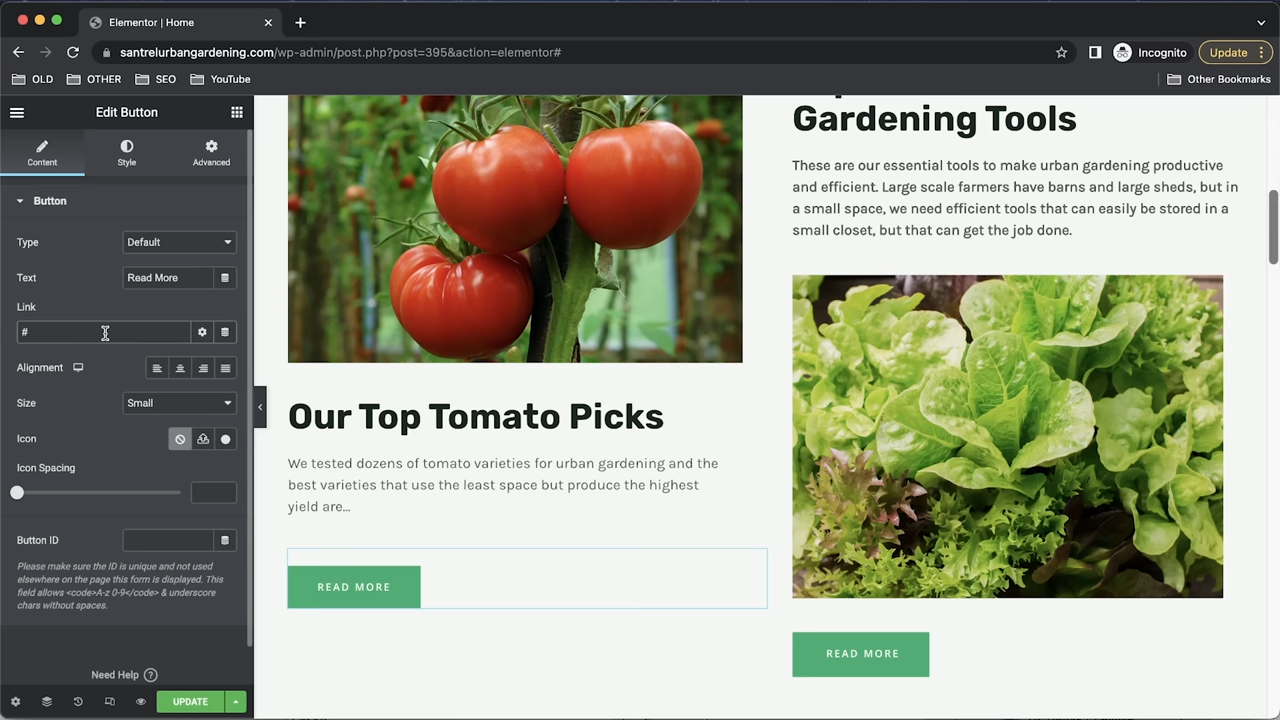 Elementor | Home
santrelurbangardening.com/wp-admin/post.php?post=395&action=elementor#
Incognito
Update
OLD
OTHER
SEO
YouTube
Other Bookmarks
Edit Button
Content
Style
Advanced
Button
Type
Default
Text
Read More
Link
#
Alignment
Size
Small
Icon
Icon Spacing
Button ID
Please make sure the ID is unique and not used
elsewhere on the page this form is displayed. This
field allows <code>A-z 0-9</code> & underscore
chars without spaces.
Need Help
UPDATE
Our Top Tomato Picks
We tested dozens of tomato varieties for urban gardening and the
best varieties that use the least space but produce the highest
yield are...
READ MORE
Gardening Tools
These are our essential tools to make urban gardening productive
and efficient. Large scale farmers have barns and large sheds, but in
a small space, we need efficient tools that can easily be stored in a
small closet, but that can get the job done.
READ MORE